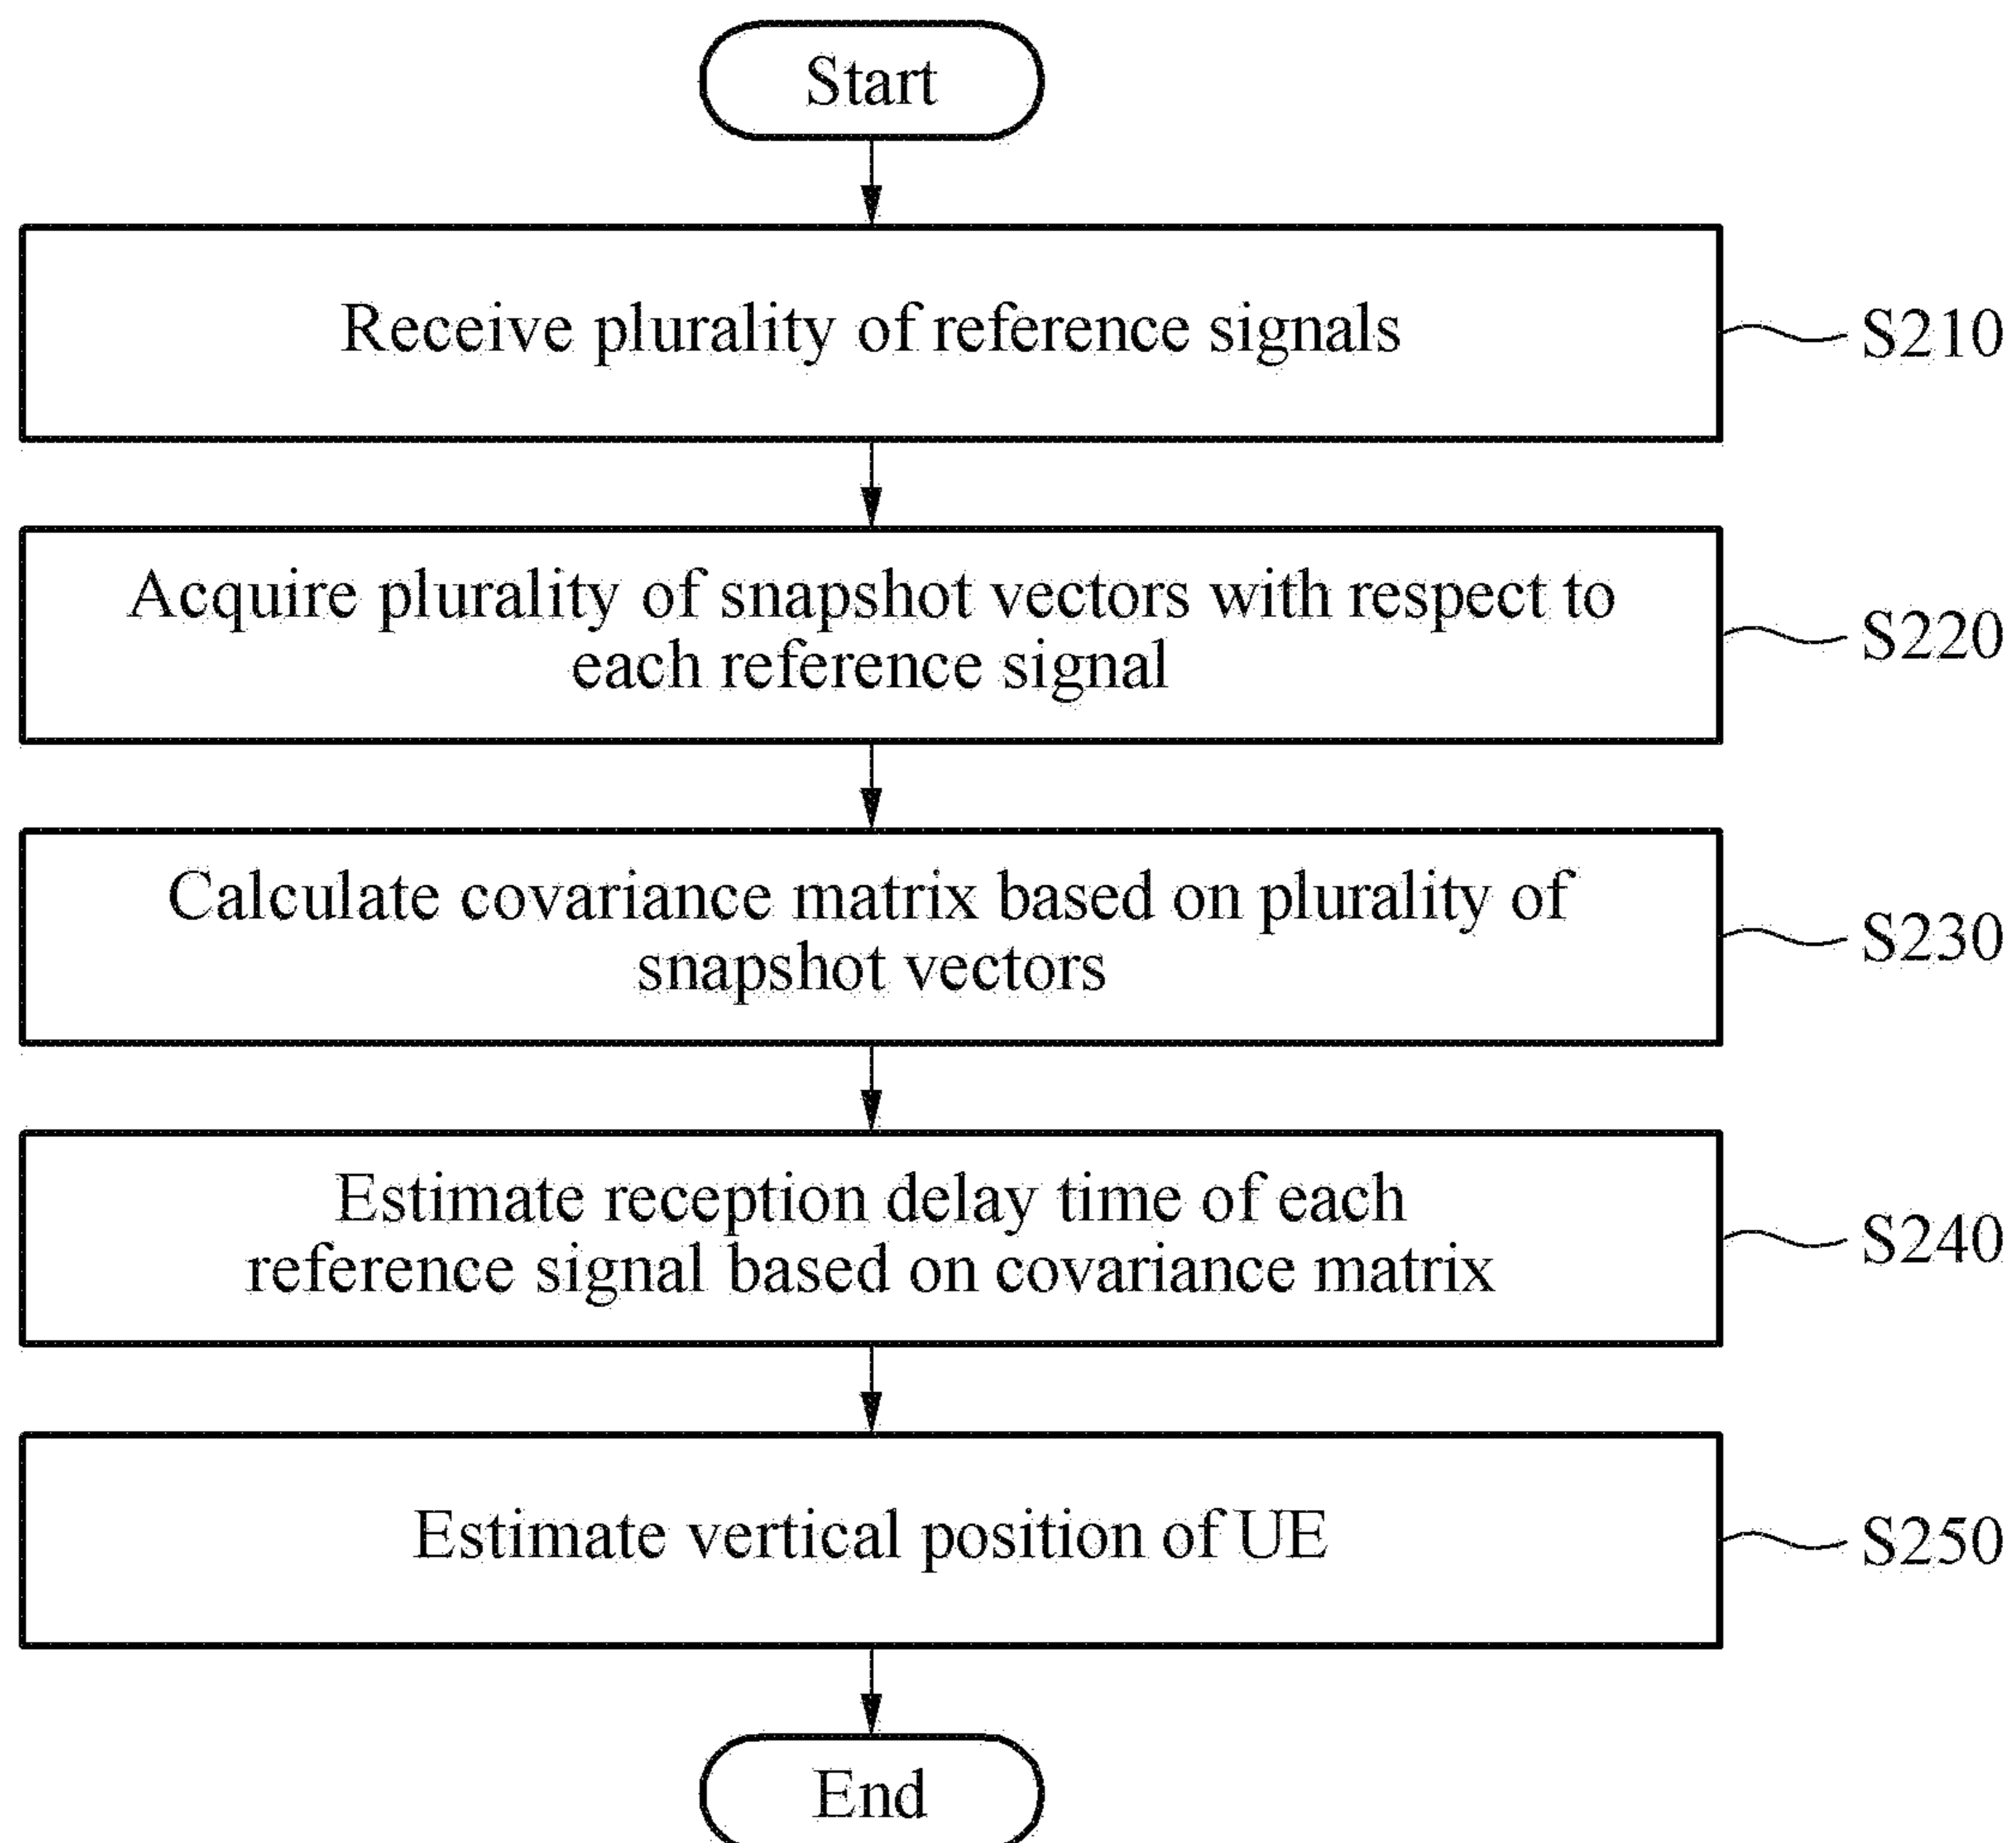 Start
Receive plurality of reference signals
S210
Acquire plurality of snapshot vectors with respect to
each reference signal
S220
Calculate covariance matrix based on plurality of
snapshot vectors
S230
Estimate reception delay time of each
reference signal based on covariance matrix
S240
Estimate vertical position of UE
S250
End